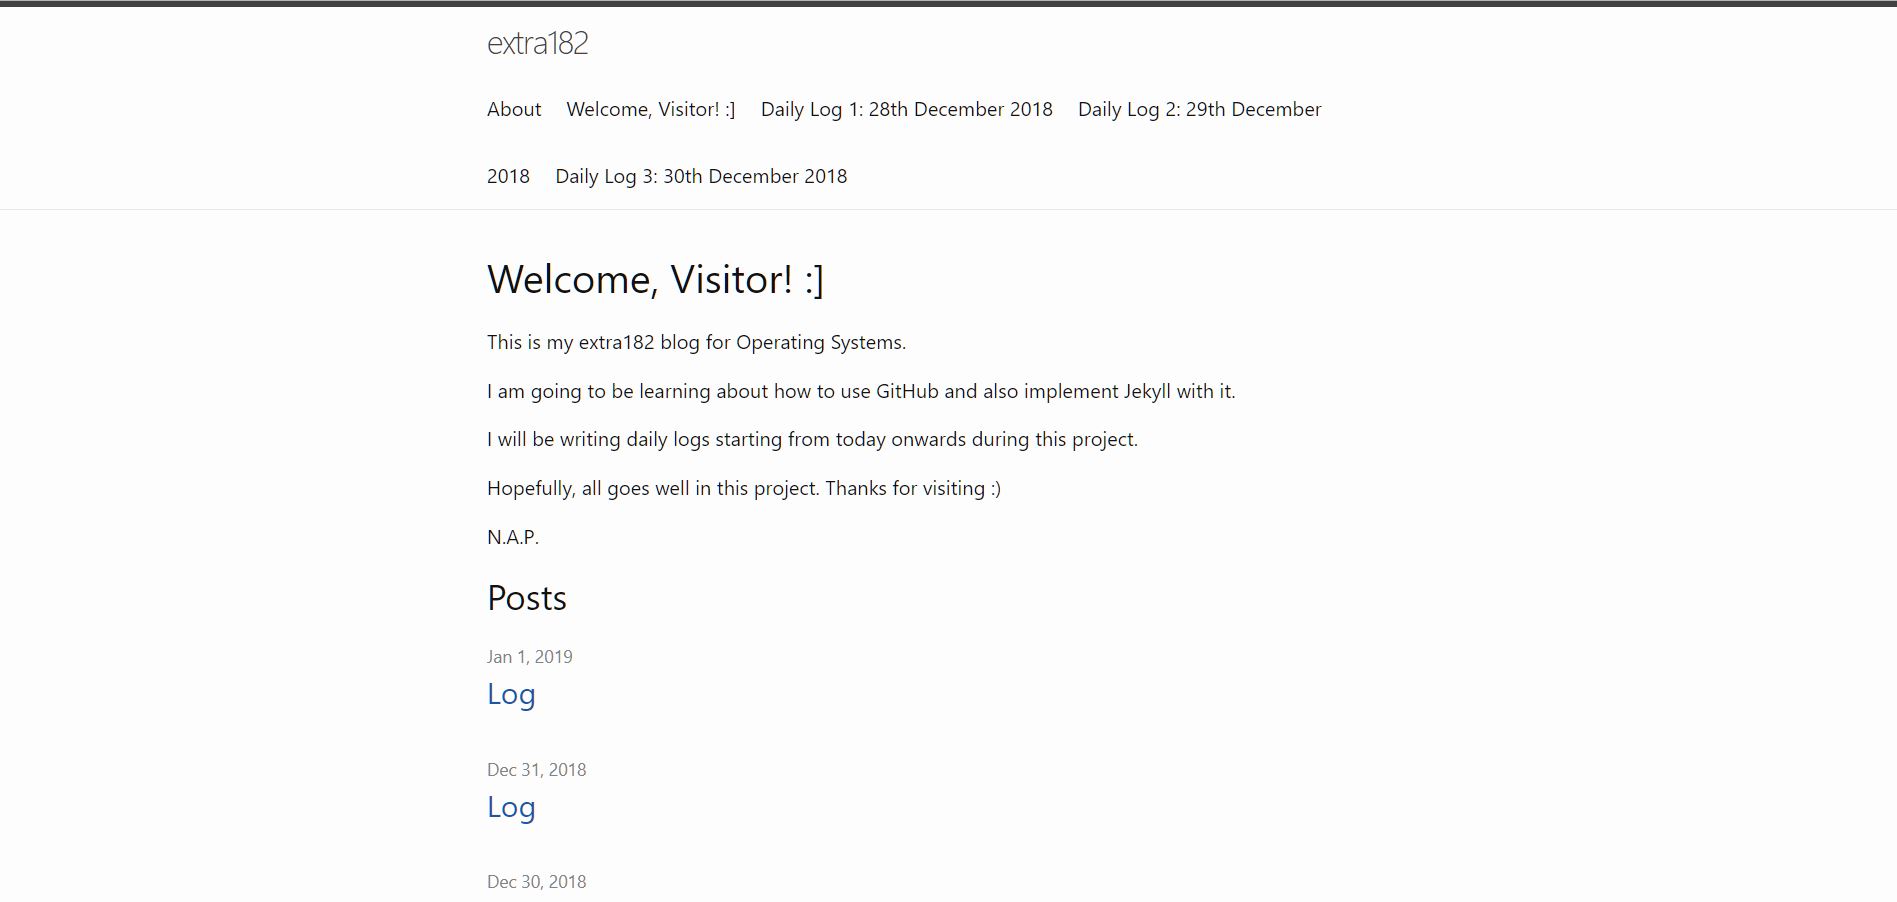 extra182
About Welcome, Visitor! :] Daily Log 1: 28th December 2018 Daily Log 2: 29th December
2018 Daily Log 3: 30th December 2018
Welcome, Visitor! :]
This is my extra182 blog for Operating Systems.
I am going to be learning about how to use GitHub and also implement Jekyll with it.
I will be writing daily logs starting from today onwards during this project.
Hopefully, all goes well in this project. Thanks for visiting :)
N.A.P.
Posts
Jan 1, 2019
Log
Dec 31, 2018
Log
Dec 30, 2018